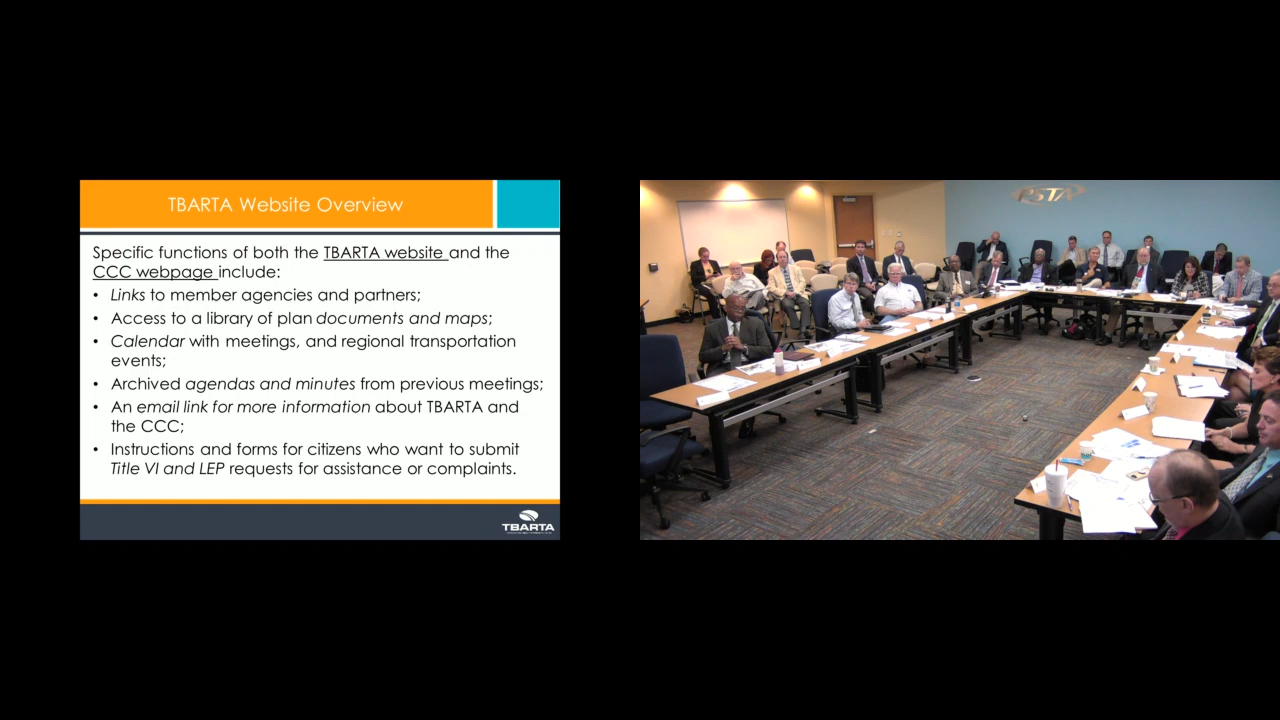 TBARTA Website Overview
Specific functions of both the TBARTA website and the
CCC webpage include:
• Links to member agencies and partners;
• Access to a library of plan documents and maps;
• Calendar with meetings, and regional transportation
events;
• Archived agendas and minutes from previous meetings;
• An email link for more information about TBARTA and
the CCC;
• Instructions and forms for citizens who want to submit
Title VI and LEP requests for assistance or complaints.
TBARTA
PSTA